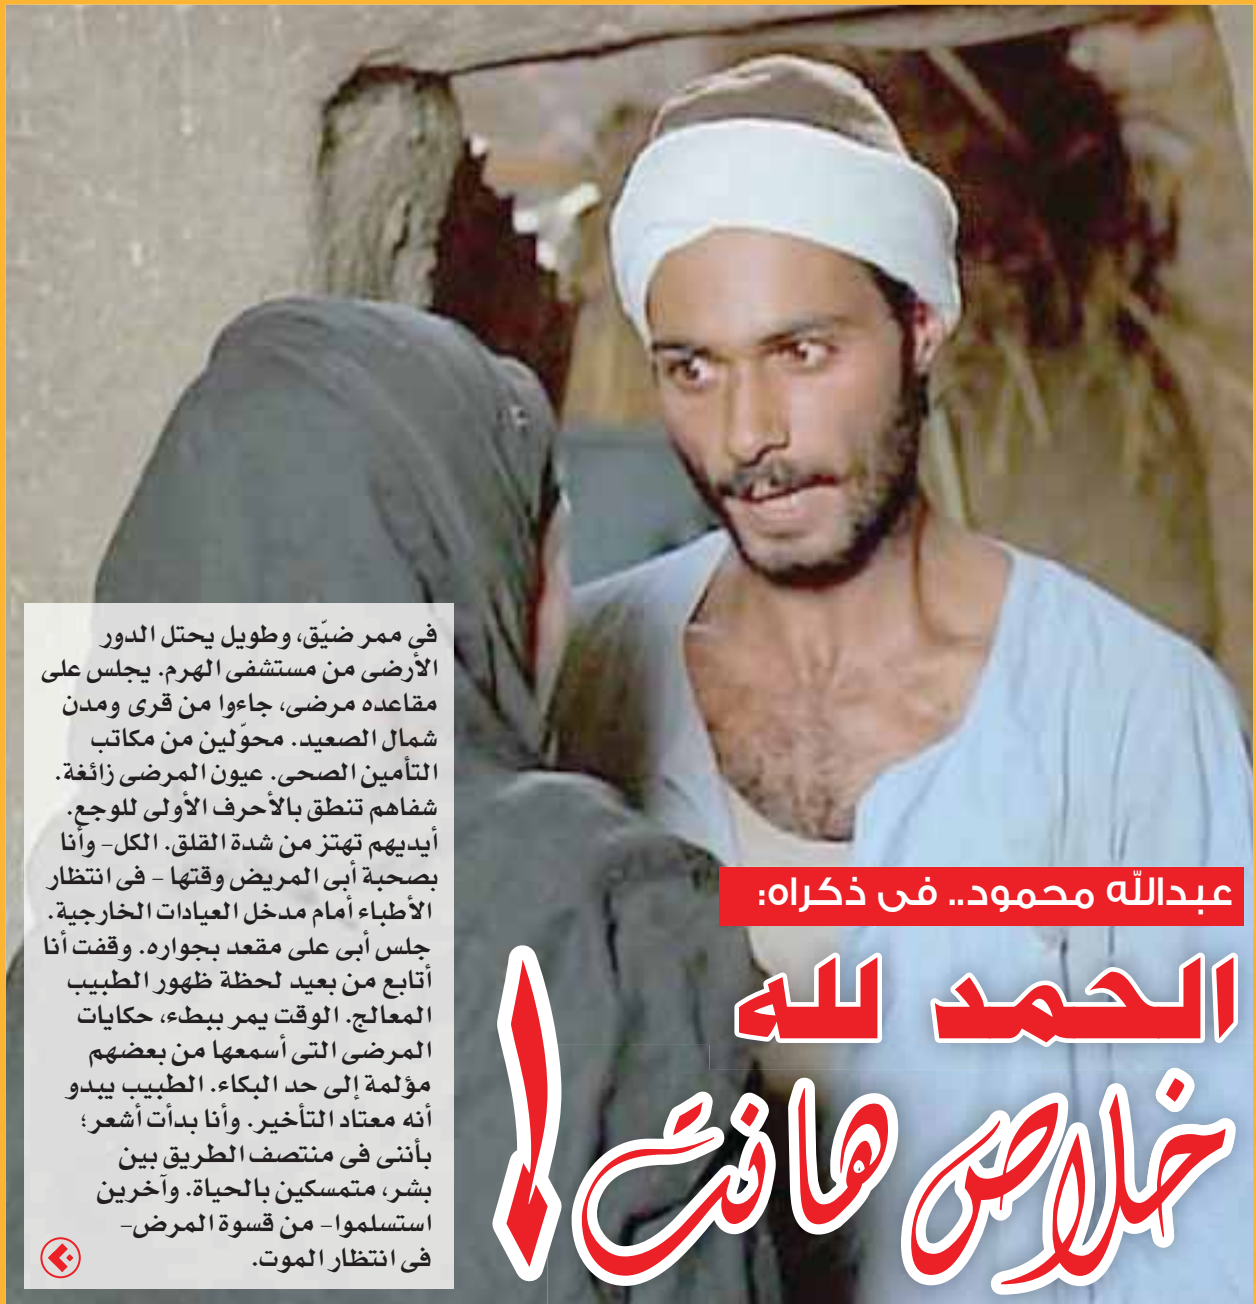 عبدالله محمود.. فى ذكراه:
الحمد لله
خلاص هانت!
فى ممر ضيّق، وطويل يحتل الدور
الأرضى من مستشفى الهرم. يجلس على
مقاعده مرضى، جاءوا من قرى ومدن
شمال الصعيد. محوّلين من مكاتب
التأمين الصحى. عيون المرضى زائغة.
شفاهم تنطق بالأحرف الأولى للوجع.
أيديهم تهتز من شدة القلق. الكل- وأنا
بصحبة أبى المريض وقتها - فى انتظار
الأطباء أمام مدخل العيادات الخارجية.
جلس أبى على مقعد بجواره. وقفت أنا
أتابع من بعيد لحظة ظهور الطبيب
المعالج. الوقت يمر ببطء، حكايات
المرضى التى أسمعها من بعضهم
مؤلمة إلى حد البكاء. الطبيب يبدو
أنه معتاد التأخير. وأنا بدأت أشعر؛
بأننى فى منتصف الطريق بين
بشر، متمسكين بالحياة. وآخرين
استسلموا- من قسوة المرض-
فى انتظار الموت.